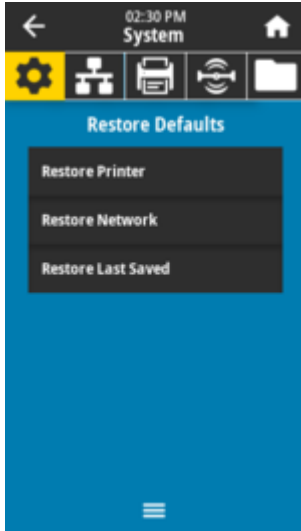 02:30 PM
System
Restore Defaults
Restore Printer
Restore Network
Restore Last Saved